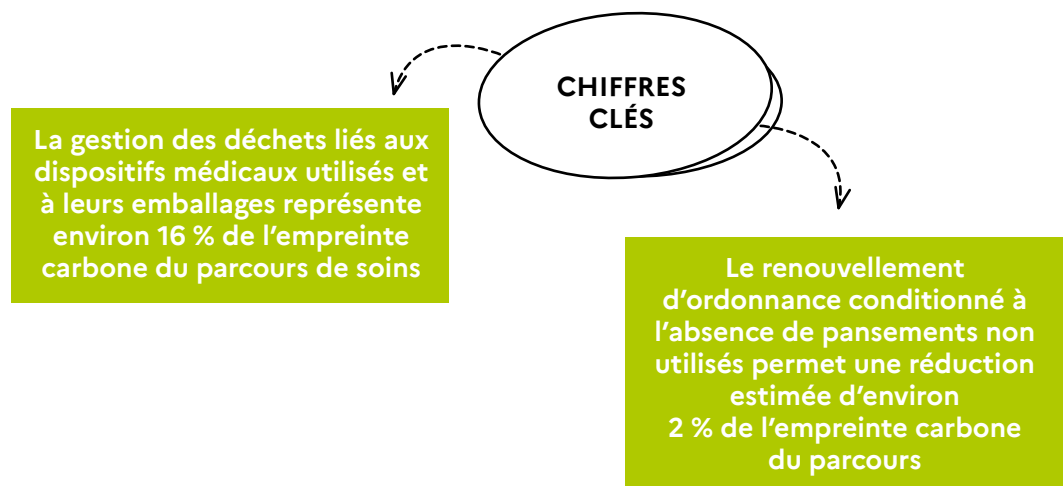 CHIFFRES
CLÉS
La gestion des déchets liés aux
dispositifs médicaux utilisés et
à leurs emballages représente
environ 16 % de l’empreinte
carbone du parcours de soins
Le renouvellement
d’ordonnance conditionné à
l’absence de pansements non
utilisés permet une réduction
estimée d’environ
2 % de l’empreinte carbone
du parcours